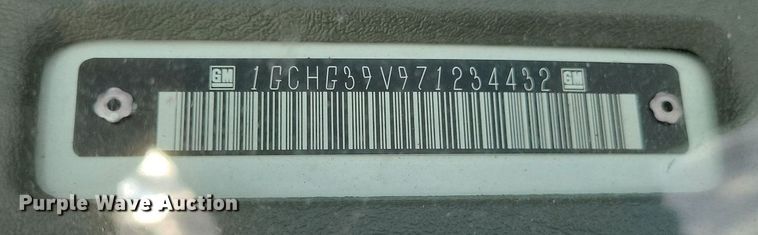 GM 1GCHG39V971234432 GM
Purple Wave Auction